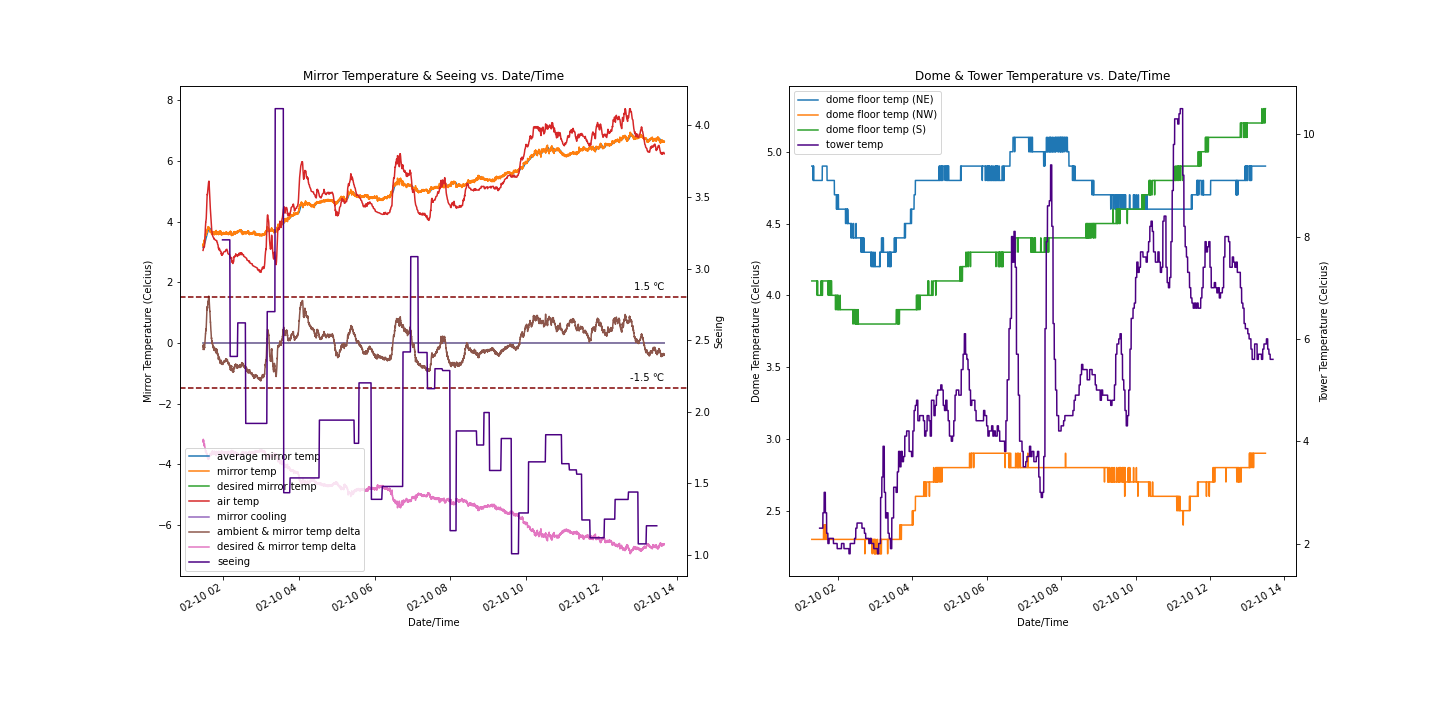 Mirror Temperature & Seeing vs. Date/Time
8
6
4
2
0
−2
−4
−6
Mirror Temperature (Celcius)
4.0
3.5
3.0
2.5
2.0
1.5
1.0
Seeing
1.5 °C
-1.5 °C
average mirror temp
mirror temp
desired mirror temp
air temp
mirror cooling
ambient & mirror temp delta
desired & mirror temp delta
seeing
02-10 02
02-10 04
02-10 06
02-10 08
02-10 10
02-10 12
02-10 14
Date/Time
Dome & Tower Temperature vs. Date/Time
dome floor temp (NE)
dome floor temp (NW)
dome floor temp (S)
tower temp
5.0
4.5
4.0
3.5
3.0
2.5
Dome Temperature (Celcius)
10
8
6
4
2
Tower Temperature (Celcius)
02-10 02
02-10 04
02-10 06
02-10 08
02-10 10
02-10 12
02-10 14
Date/Time